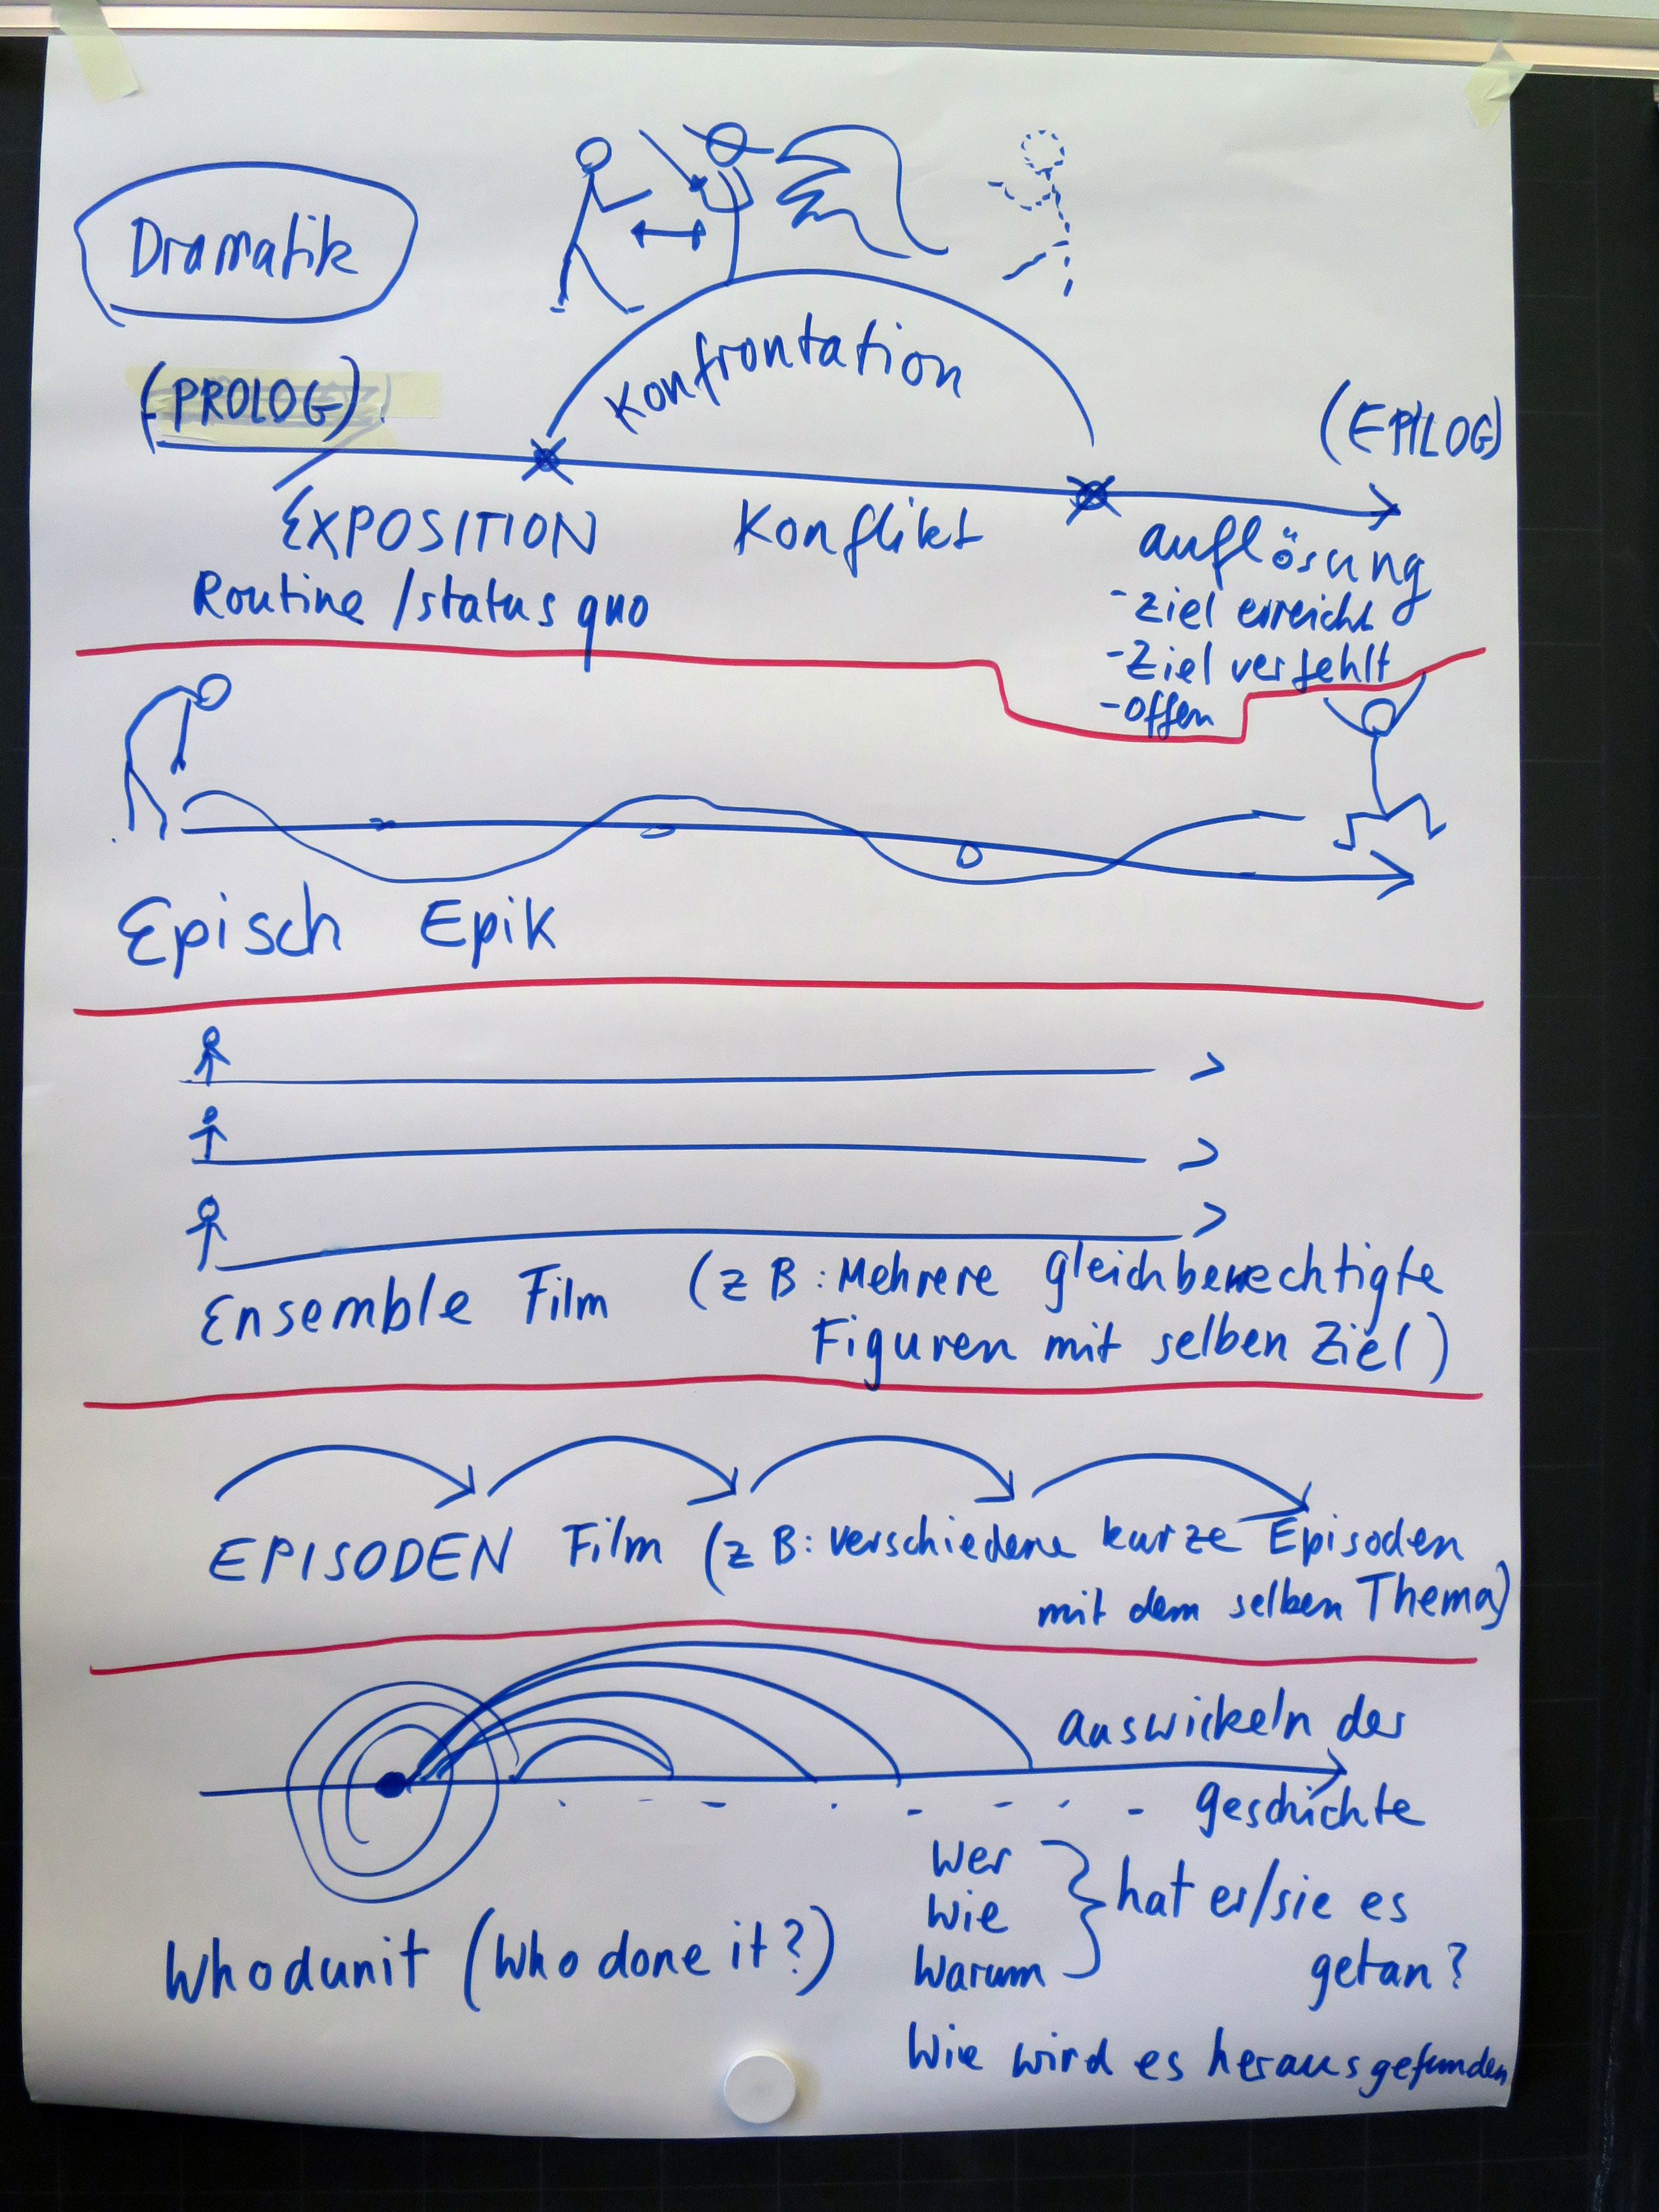 Dramatik
Konfrontation
(PROLOG)
(EPILOG)
EXPOSITION
Konflikt
auflösung
Routine / status quo
- Ziel erreicht
- Ziel verfehlt
- offen
Episch Epik
Ensemble Film (z B: Mehrere gleichberechtigte
Figuren mit selben Ziel)
EPISODEN Film (z B: verschiedene kurze Episoden
mit dem selben Thema)
auswickeln der
geschichte
Wer
Wie
Warum
hat er/sie es
getan?
Whodunit (Who done it?)
Wie wird es herausgefunden